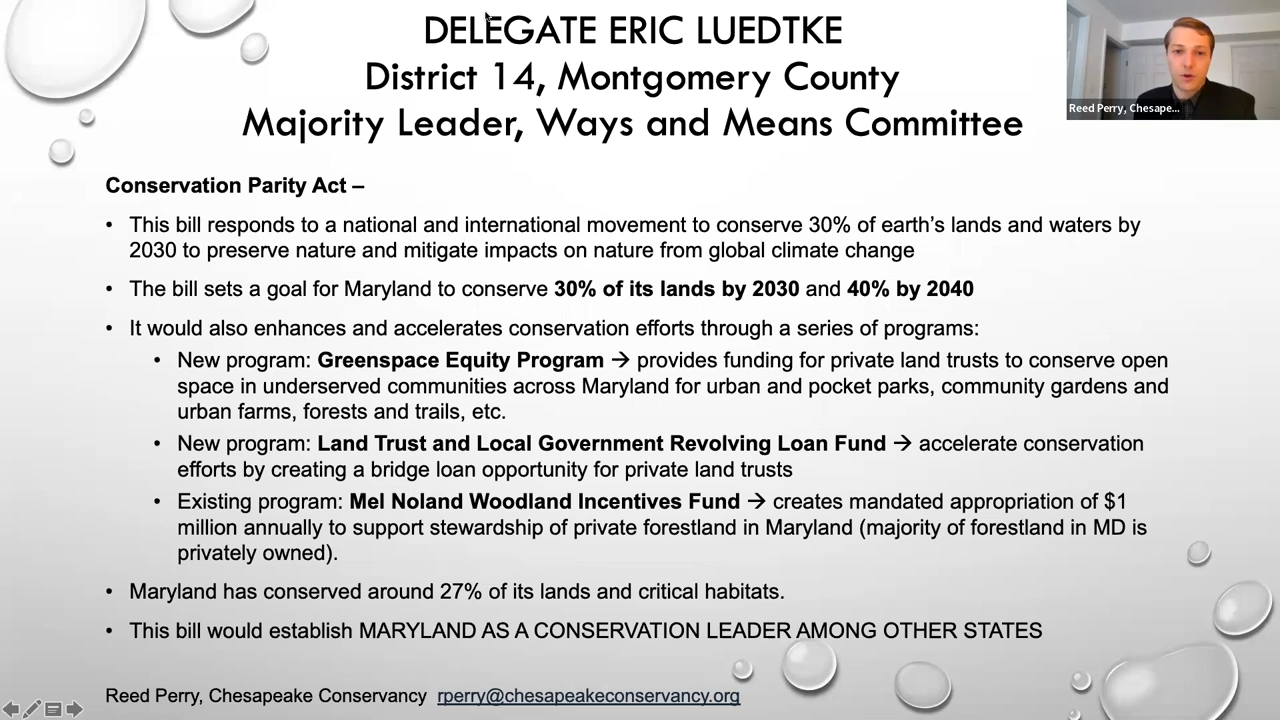 DELEGATE ERIC LUEDTKE
District 14, Montgomery County
Majority Leader, Ways and Means Committee
Reed Perry, Chesape...
Conservation Parity Act –
• This bill responds to a national and international movement to conserve 30% of earth’s lands and waters by
2030 to preserve nature and mitigate impacts on nature from global climate change
• The bill sets a goal for Maryland to conserve 30% of its lands by 2030 and 40% by 2040
• It would also enhances and accelerates conservation efforts through a series of programs:
• New program: Greenspace Equity Program → provides funding for private land trusts to conserve open
space in underserved communities across Maryland for urban and pocket parks, community gardens and
urban farms, forests and trails, etc.
• New program: Land Trust and Local Government Revolving Loan Fund → accelerate conservation
efforts by creating a bridge loan opportunity for private land trusts
• Existing program: Mel Noland Woodland Incentives Fund → creates mandated appropriation of $1
million annually to support stewardship of private forestland in Maryland (majority of forestland in MD is
privately owned).
• Maryland has conserved around 27% of its lands and critical habitats.
• This bill would establish MARYLAND AS A CONSERVATION LEADER AMONG OTHER STATES
Reed Perry, Chesapeake Conservancy rperry@chesapeakeconservancy.org